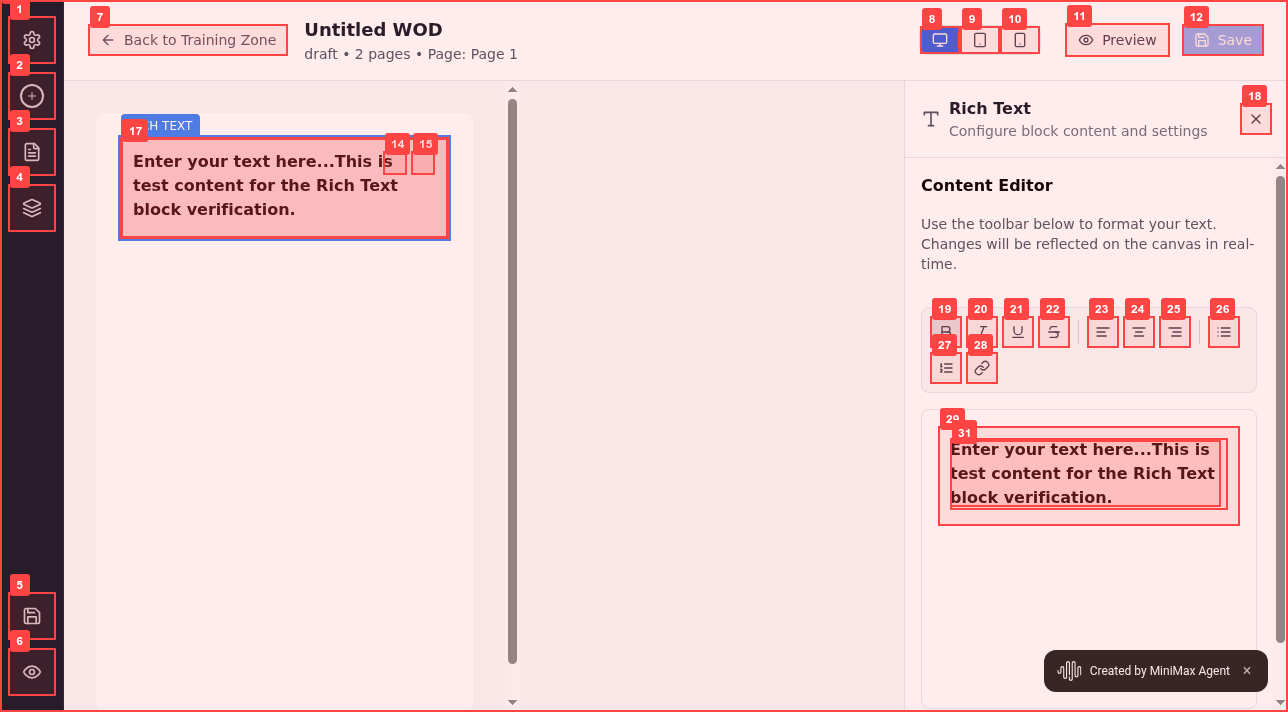 1
2
3
4
5
6
7
Back to Training Zone
Untitled WOD
draft • 2 pages • Page: Page 1
8
9
10
11
Preview
12
Save
17
CH TEXT
14
15
Enter your text here...This is
test content for the Rich Text
block verification.
Rich Text
Configure block content and settings
18
Content Editor
Use the toolbar below to format your text.
Changes will be reflected on the canvas in real-
time.
19
20
21
22
23
24
25
26
27
28
29
31
Enter your text here...This is
test content for the Rich Text
block verification.
Created by MiniMax Agent